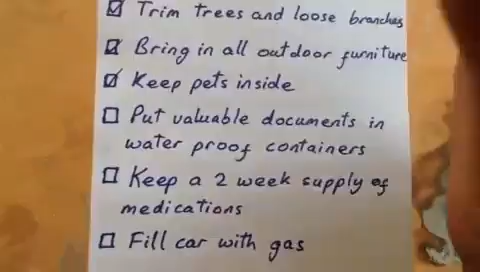 Trim trees and loose branches
Bring in all outdoor furniture
Keep pets inside
Put valuable documents in
water proof containers
Keep a 2 week supply of
medications
Fill car with gas